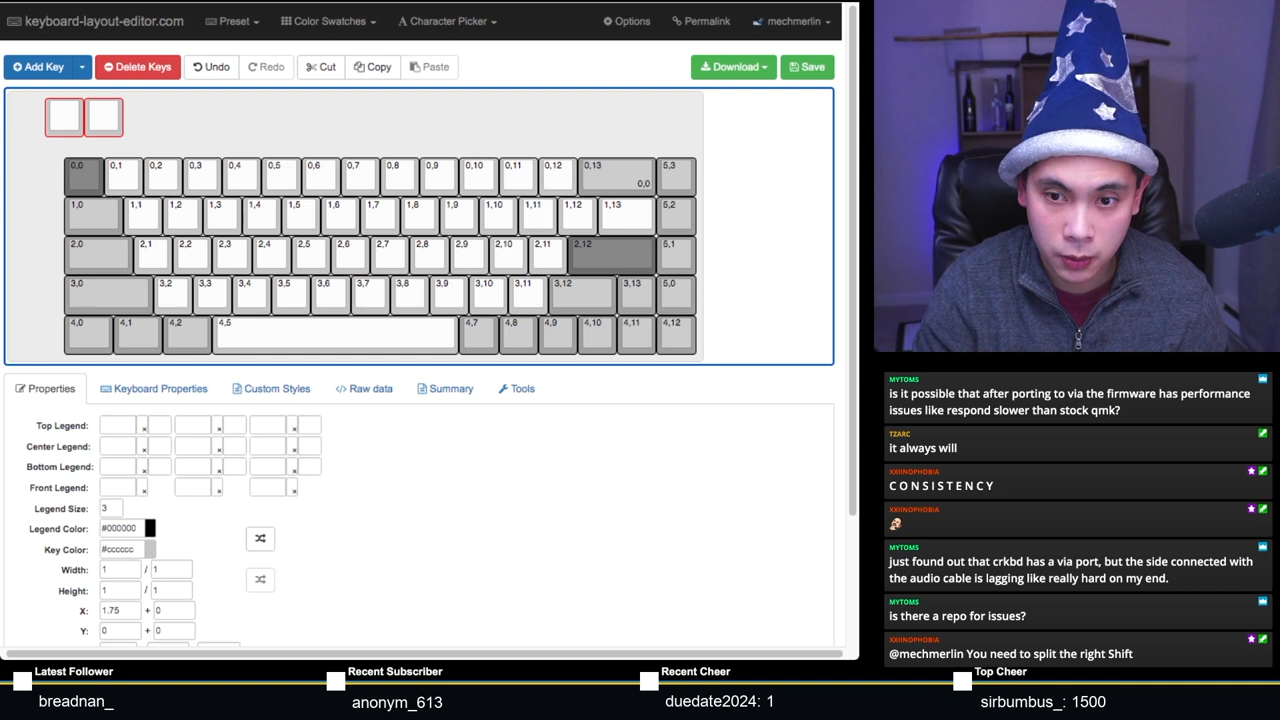 keyboard-layout-editor.com
Preset
Color Swatches
Character Picker
Options
Permalink
mechmerlin
Add Key
Delete Keys
Undo
Redo
Cut
Copy
Paste
Download
Save
0,0 0,1 0,2 0,3 0,4 0,5 0,6 0,7 0,8 0,9 0,10 0,11 0,12 0,13 5,3
0,0
1,0 1,1 1,2 1,3 1,4 1,5 1,6 1,7 1,8 1,9 1,10 1,11 1,12 1,13 5,2
2,0 2,1 2,2 2,3 2,4 2,5 2,6 2,7 2,8 2,9 2,10 2,11 2,12 5,1
3,0 3,2 3,3 3,4 3,5 3,6 3,7 3,8 3,9 3,10 3,11 3,12 3,13 5,0
4,0 4,1 4,2 4,5 4,7 4,8 4,9 4,10 4,11 4,12
Properties
Keyboard Properties
Custom Styles
Raw data
Summary
Tools
Top Legend:
Center Legend:
Bottom Legend:
Front Legend:
Legend Size: 3
Legend Color: #000000
Key Color: #cccccc
Width: 1 / 1
Height: 1 / 1
X: 1.75 + 0
Y: 0 + 0
MYTOMS
is it possible that after porting to via the firmware has performance
issues like respond slower than stock qmk?
TZARC
it always will
XXIINOPHOBIA
C O N S I S T E N C Y
XXIINOPHOBIA
MYTOMS
just found out that crkbd has a via port, but the side connected with
the audio cable is lagging like really hard on my end.
MYTOMS
is there a repo for issues?
XXIINOPHOBIA
@mechmerlin You need to split the right Shift
Latest Follower
breadnan_
Recent Subscriber
anonym_613
Recent Cheer
duedate2024: 1
Top Cheer
sirbumbus_: 1500